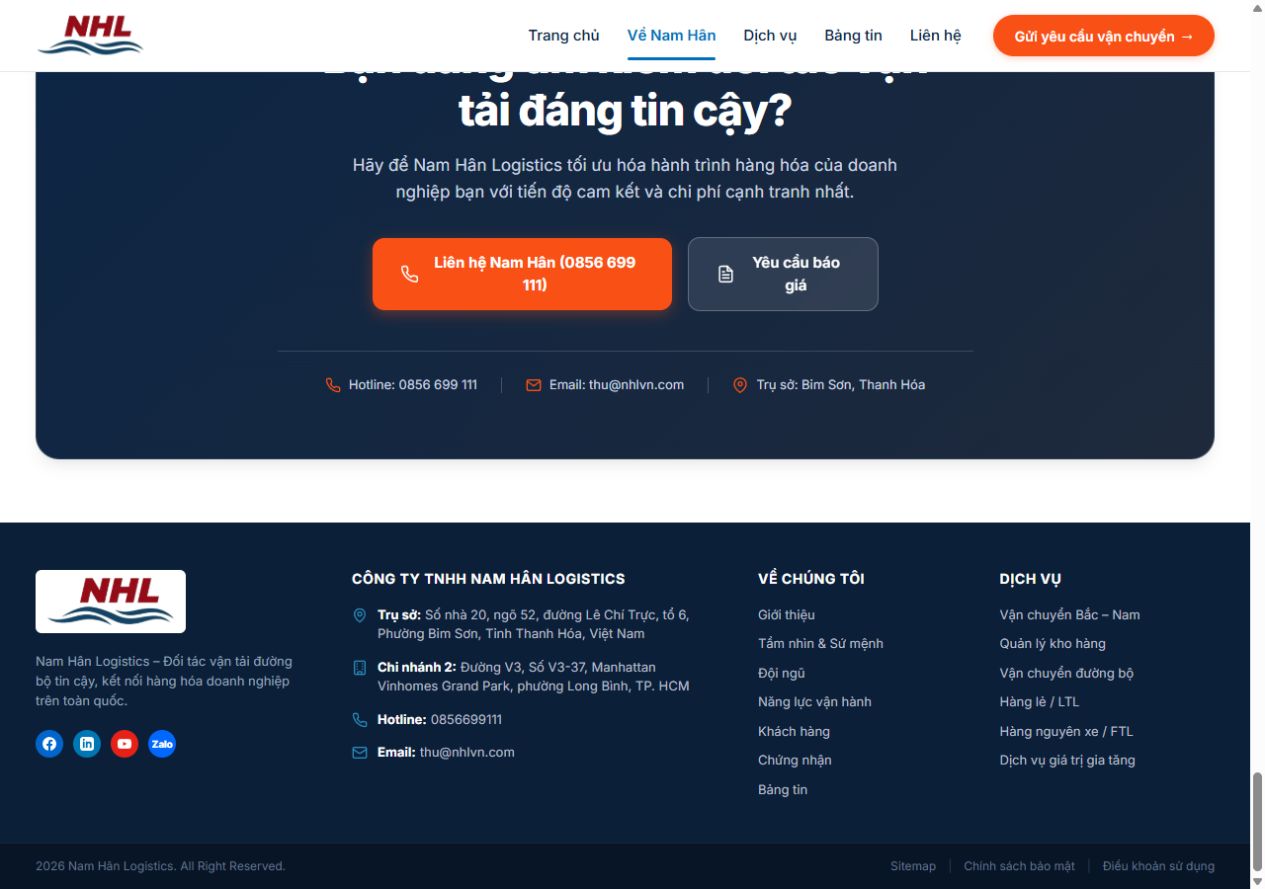 NHL
Trang chủ
Về Nam Hân
Dịch vụ
Bảng tin
Liên hệ
Gửi yêu cầu vận chuyển →
tải đáng tin cậy?
Hãy để Nam Hân Logistics tối ưu hóa hành trình hàng hóa của doanh
nghiệp bạn với tiến độ cam kết và chi phí cạnh tranh nhất.
Liên hệ Nam Hân (0856 699
111)
Yêu cầu báo
giá
Hotline: 0856 699 111
Email: thu@nhlvn.com
Trụ sở: Bỉm Sơn, Thanh Hóa
NHL
Nam Hân Logistics – Đối tác vận tải đường
bộ tin cậy, kết nối hàng hóa doanh nghiệp
trên toàn quốc.
Zalo
CÔNG TY TNHH NAM HÂN LOGISTICS
Trụ sở: Số nhà 20, ngõ 52, đường Lê Chí Trực, tổ 6,
Phường Bỉm Sơn, Tỉnh Thanh Hóa, Việt Nam
Chi nhánh 2: Đường V3, Số V3-37, Manhattan
Vinhomes Grand Park, phường Long Bình, TP. HCM
Hotline: 0856699111
Email: thu@nhlvn.com
VỀ CHÚNG TÔI
Giới thiệu
Tầm nhìn & Sứ mệnh
Đội ngũ
Năng lực vận hành
Khách hàng
Chứng nhận
Bảng tin
DỊCH VỤ
Vận chuyển Bắc – Nam
Quản lý kho hàng
Vận chuyển đường bộ
Hàng lẻ / LTL
Hàng nguyên xe / FTL
Dịch vụ giá trị gia tăng
2026 Nam Hân Logistics. All Right Reserved.
Sitemap
Chính sách bảo mật
Điều khoản sử dụng